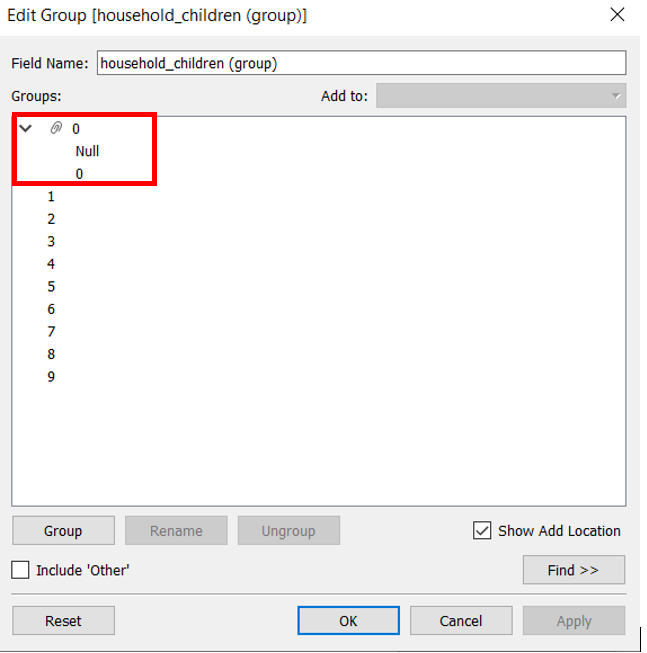 Edit Group [household_children (group)]
Field Name: household_children (group)
Groups: Add to:
0
Null
0
1
2
3
4
5
6
7
8
9
Group Rename Ungroup Show Add Location
Include 'Other' Find >>
Reset OK Cancel Apply